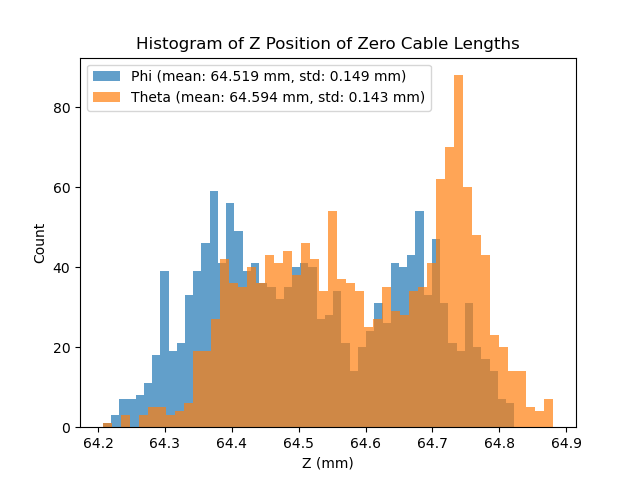 Histogram of Z Position of Zero Cable Lengths
Phi (mean: 64.519 mm, std: 0.149 mm)
Theta (mean: 64.594 mm, std: 0.143 mm)
80
60
40
20
0
Count
64.2 64.3 64.4 64.5 64.6 64.7 64.8 64.9
Z (mm)